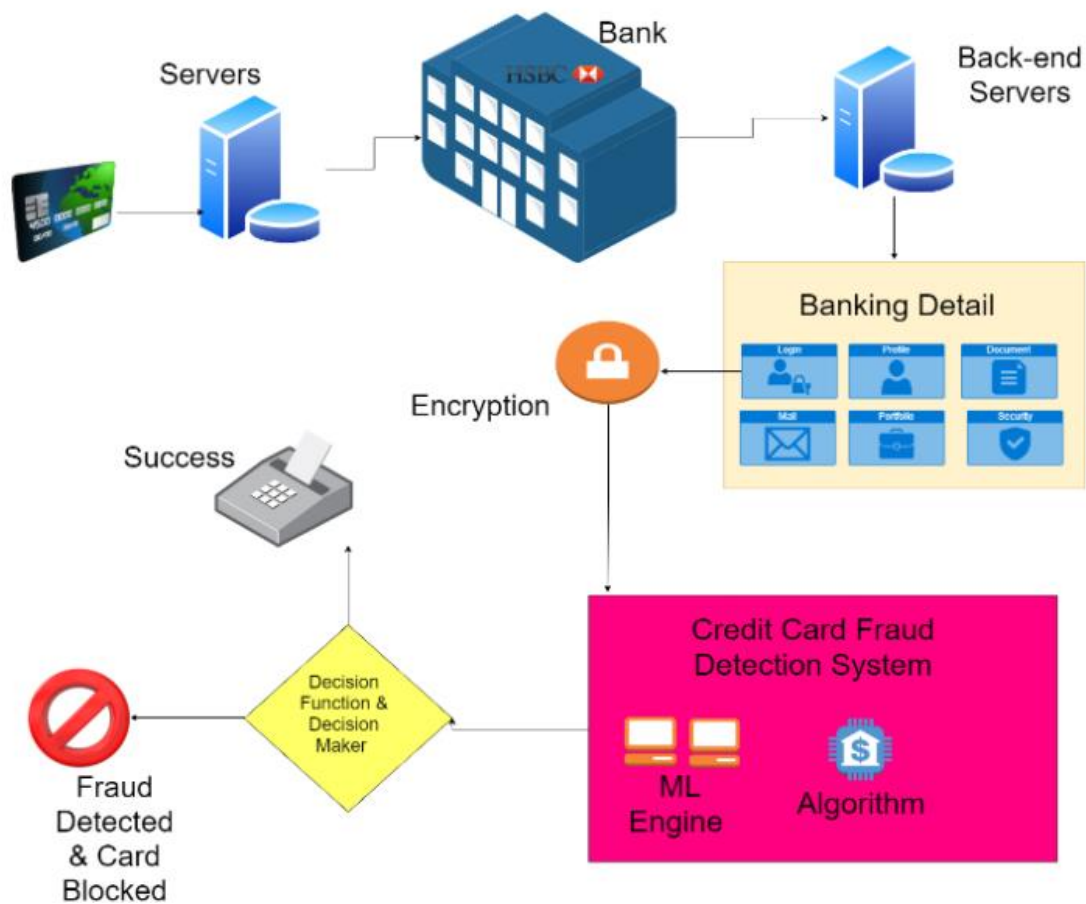 Bank
HSBC
Servers
Back-end
Servers
Banking Detail
Login
Profile
Document
Mail
Portfolio
Security
Encryption
Success
Credit Card Fraud
Detection System
ML
Engine
Algorithm
$
Decision
Function &
Decision
Maker
Fraud
Detected
& Card
Blocked